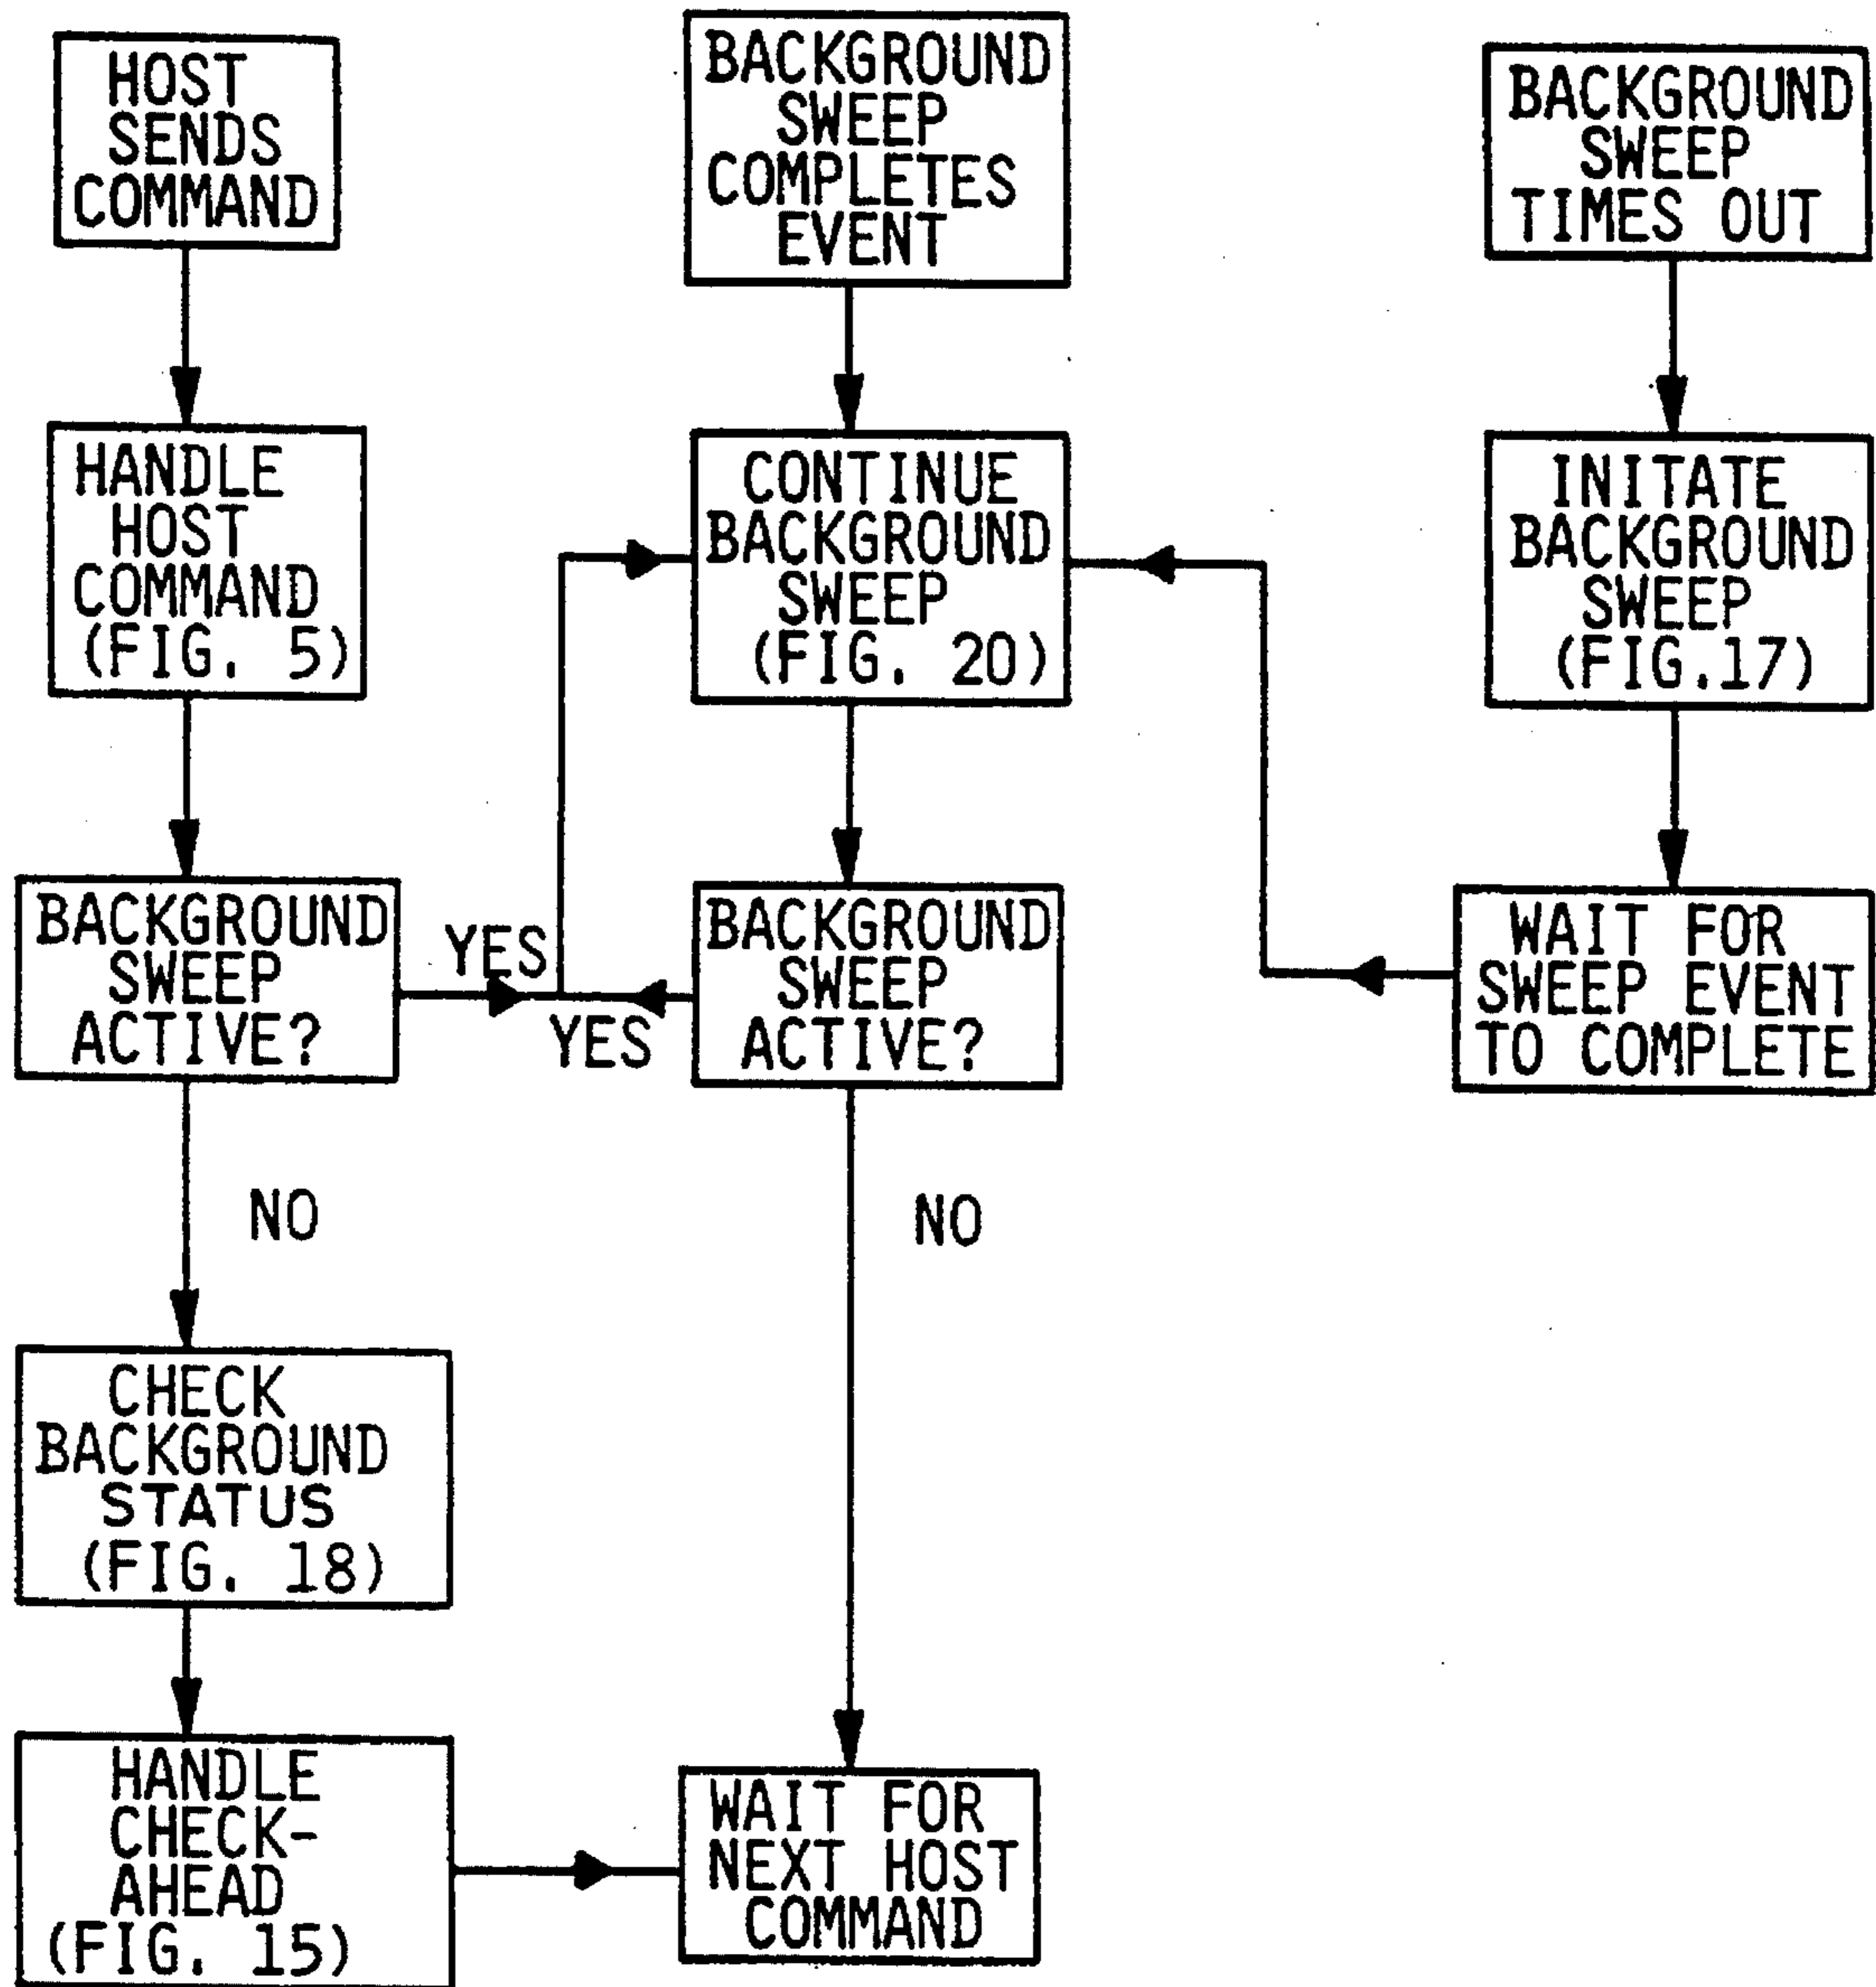 HOST
SENDS
COMMAND
HANDLE
HOST
COMMAND
(FIG. 5)
BACKGROUND
SWEEP
ACTIVE?
YES
NO
CHECK
BACKGROUND
STATUS
(FIG. 18)
HANDLE
CHECK-
AHEAD
(FIG. 15)
BACKGROUND
SWEEP
COMPLETES
EVENT
CONTINUE
BACKGROUND
SWEEP
(FIG. 20)
BACKGROUND
SWEEP
ACTIVE?
YES
NO
WAIT FOR
NEXT HOST
COMMAND
BACKGROUND
SWEEP
TIMES OUT
INITATE
BACKGROUND
SWEEP
(FIG.17)
WAIT FOR
SWEEP EVENT
TO COMPLETE